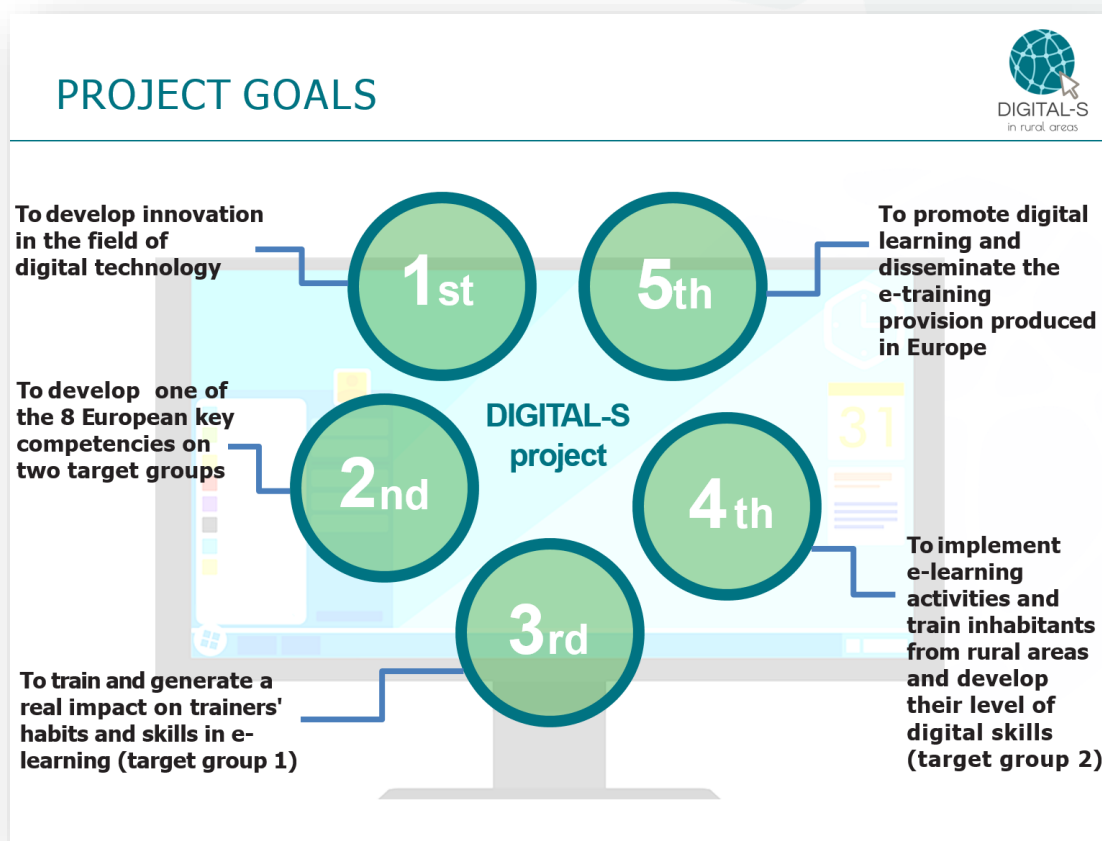 PROJECT GOALS
DIGITAL-S
in rural areas
To develop innovation
in the field of
digital technology
1st
5th
To promote digital
learning and
disseminate the
e-training
provision produced
in Europe
To develop one of
the 8 European key
competencies on
two target groups
2nd
DIGITAL-S
project
31
4th
To implement
e-learning
activities and
train inhabitants
from rural areas
and develop
their level of
digital skills
(target group 2)
3rd
To train and generate a
real impact on trainers'
habits and skills in e-
learning (target group 1)